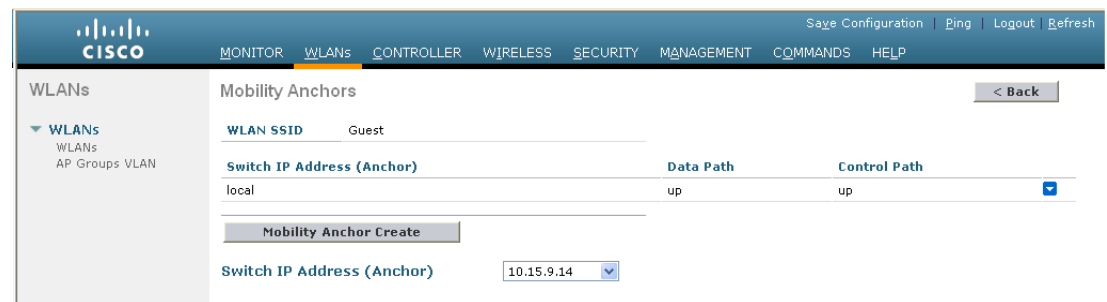 Save Configuration | Ping | Logout | Refresh
CISCO
MONITOR WLANs CONTROLLER WIRELESS SECURITY MANAGEMENT COMMANDS HELP
WLANs
Mobility Anchors
< Back
WLANs
WLANs
AP Groups VLAN
WLAN SSID Guest
Switch IP Address (Anchor) Data Path Control Path
local up up
Mobility Anchor Create
Switch IP Address (Anchor) 10.15.9.14